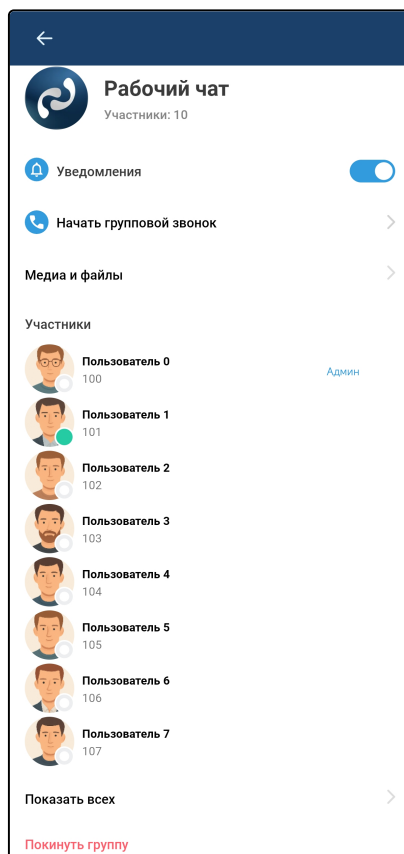 Рабочий чат
Участники: 10
Уведомления
Начать групповой звонок
Медиа и файлы
Участники
Пользователь 0
100
Админ
Пользователь 1
101
Пользователь 2
102
Пользователь 3
103
Пользователь 4
104
Пользователь 5
105
Пользователь 6
106
Пользователь 7
107
Показать всех
Покинуть группу